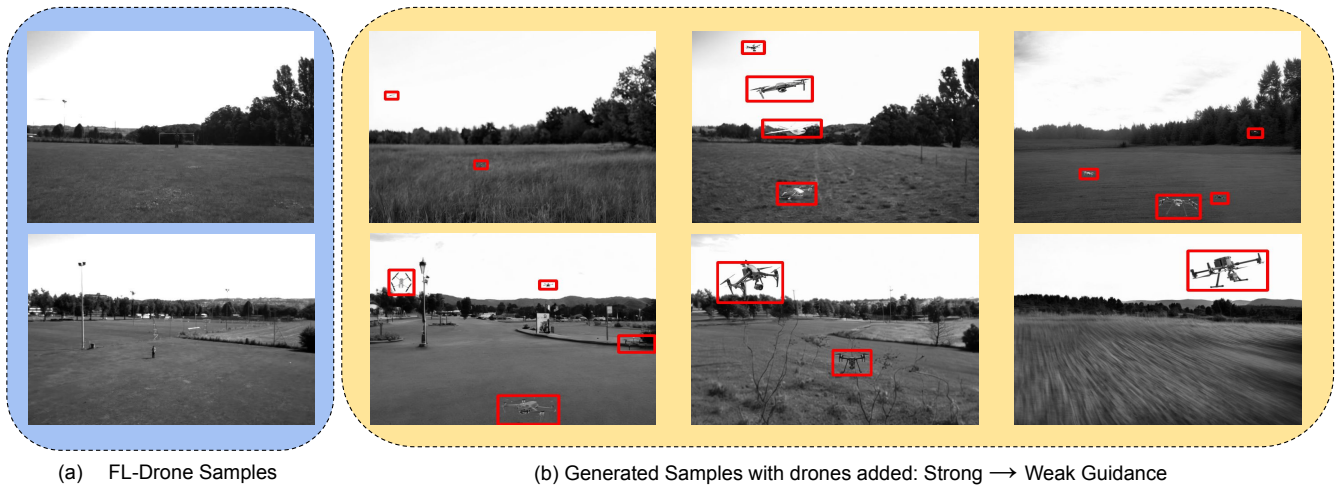 (a) FL-Drone Samples
(b) Generated Samples with drones added: Strong → Weak Guidance